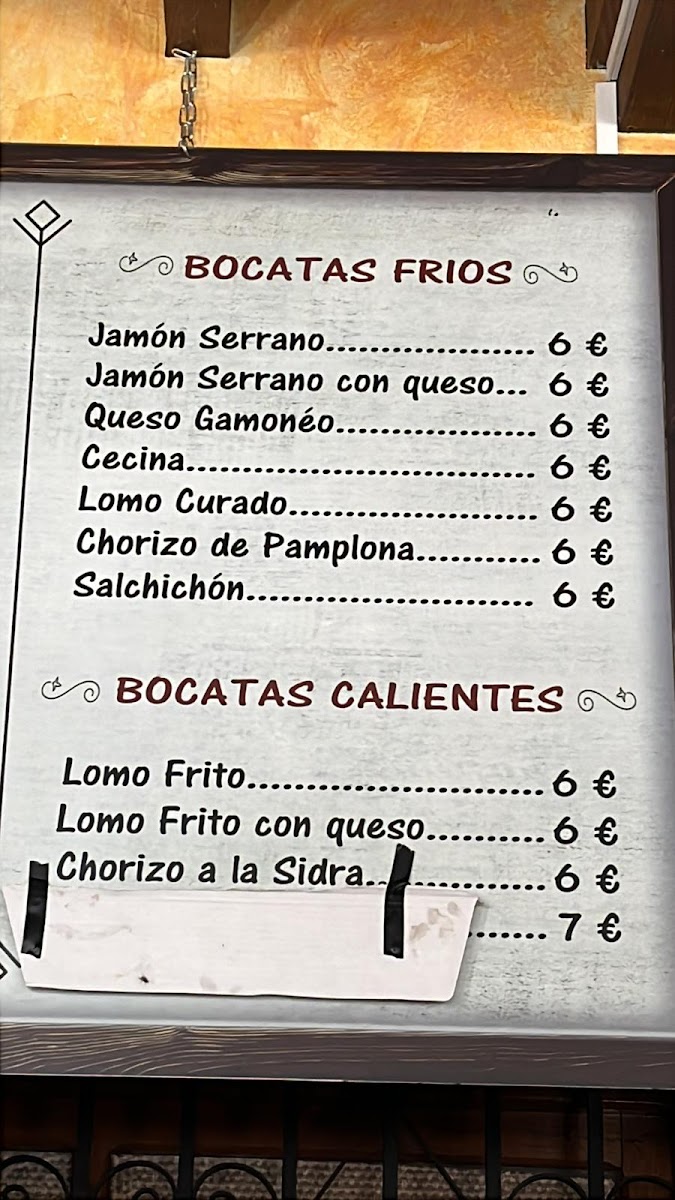 BOCATAS FRIOS
Jamón Serrano................... 6 €
Jamón Serrano con queso... 6 €
Queso Gamonéo.................. 6 €
Cecina................................ 6 €
Lomo Curado....................... 6 €
Chorizo de Pamplona........... 6 €
Salchichón.......................... 6 €
BOCATAS CALIENTES
Lomo Frito.........................6 €
Lomo Frito con queso..........6 €
Chorizo a la Sidra...............6 €
....... 7 €